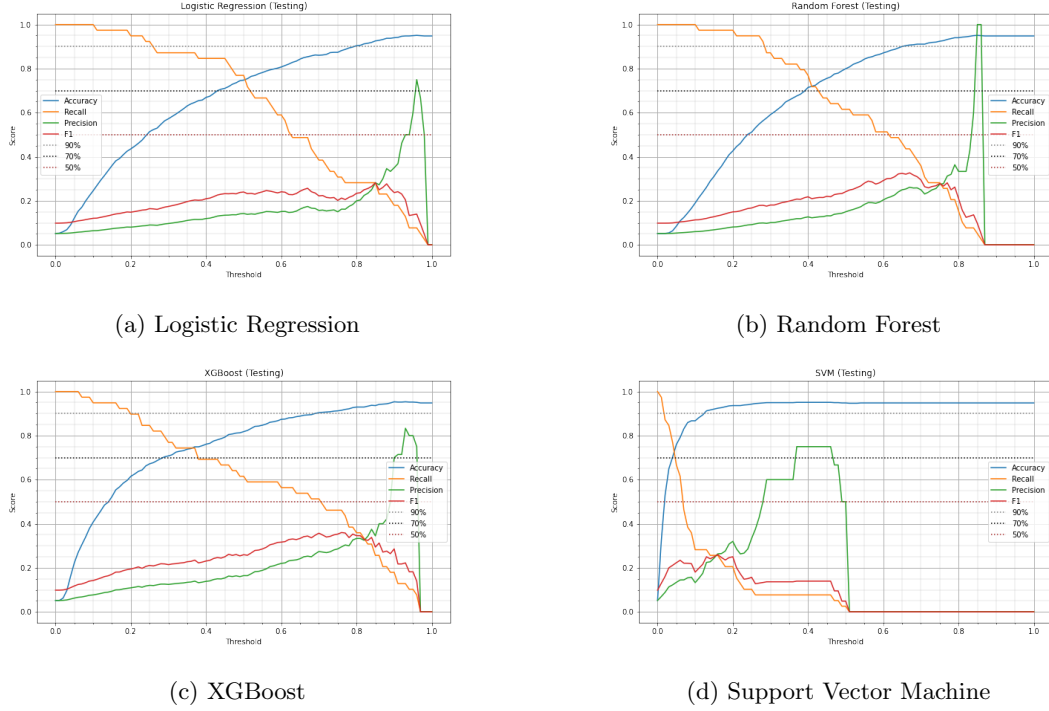 Logistic Regression (Testing)
1.0
0.8
0.6
0.4
0.2
0.0
Score
Accuracy
Recall
Precision
F1
90%
70%
50%
0.0 0.2 0.4 0.6 0.8 1.0
Threshold
(a) Logistic Regression
Random Forest (Testing)
1.0
0.8
0.6
0.4
0.2
0.0
Score
Accuracy
Recall
Precision
F1
90%
70%
50%
0.0 0.2 0.4 0.6 0.8 1.0
Threshold
(b) Random Forest
XGBoost (Testing)
1.0
0.8
0.6
0.4
0.2
0.0
Score
Accuracy
Recall
Precision
F1
90%
70%
50%
0.0 0.2 0.4 0.6 0.8 1.0
Threshold
(c) XGBoost
SVM (Testing)
1.0
0.8
0.6
0.4
0.2
0.0
Score
Accuracy
Recall
Precision
F1
90%
70%
50%
0.0 0.2 0.4 0.6 0.8 1.0
Threshold
(d) Support Vector Machine